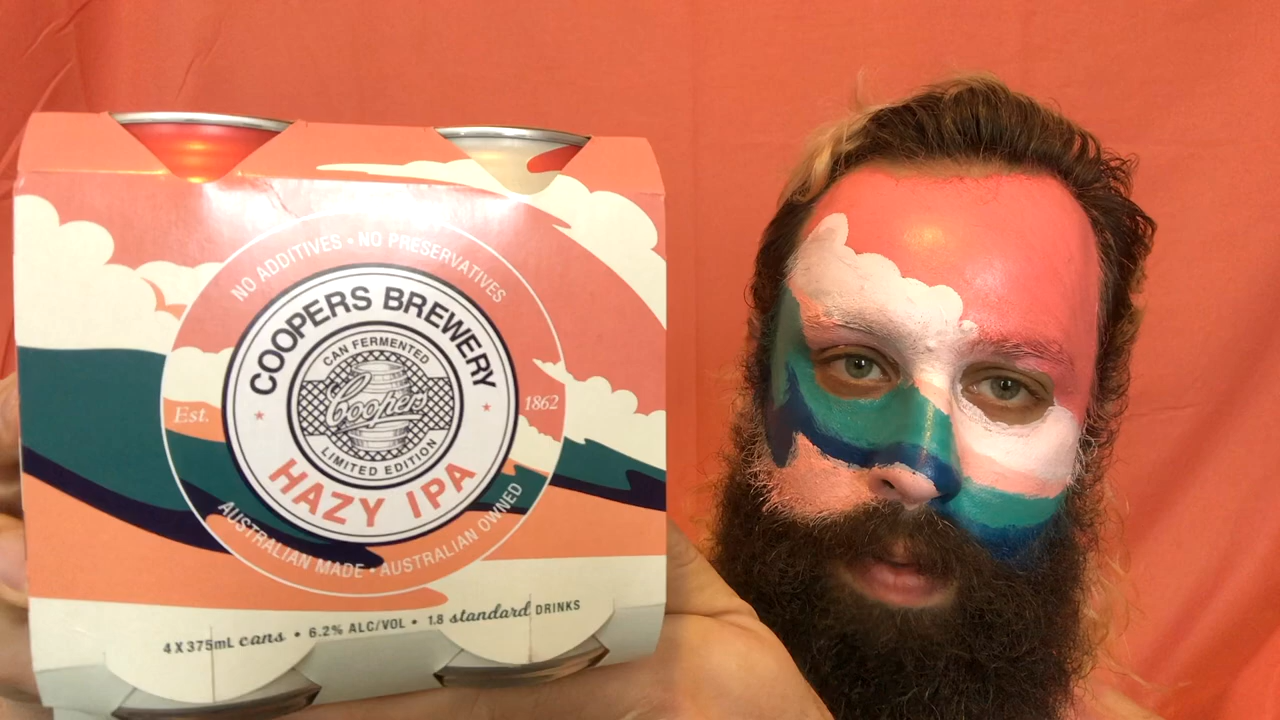 NO ADDITIVES • NO PRESERVATIVES
COOPERS BREWERY
CAN FERMENTED
Coopers
LIMITED EDITION
Est.
1862
HAZY IPA
AUSTRALIAN MADE • AUSTRALIAN OWNED
4 X 375mL cans • 6.2% ALC/VOL • 1.8 standard DRINKS